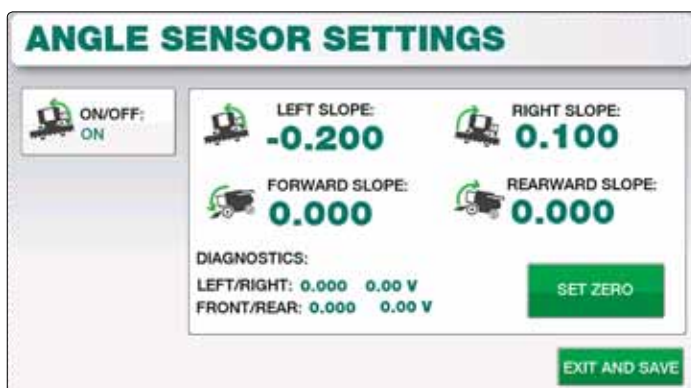 ANGLE SENSOR SETTINGS
ON/OFF:
ON
LEFT SLOPE:
-0.200
RIGHT SLOPE:
0.100
FORWARD SLOPE:
0.000
REARWARD SLOPE:
0.000
DIAGNOSTICS:
LEFT/RIGHT: 0.000 0.00 V
FRONT/REAR: 0.000 0.00 V
SET ZERO
EXIT AND SAVE